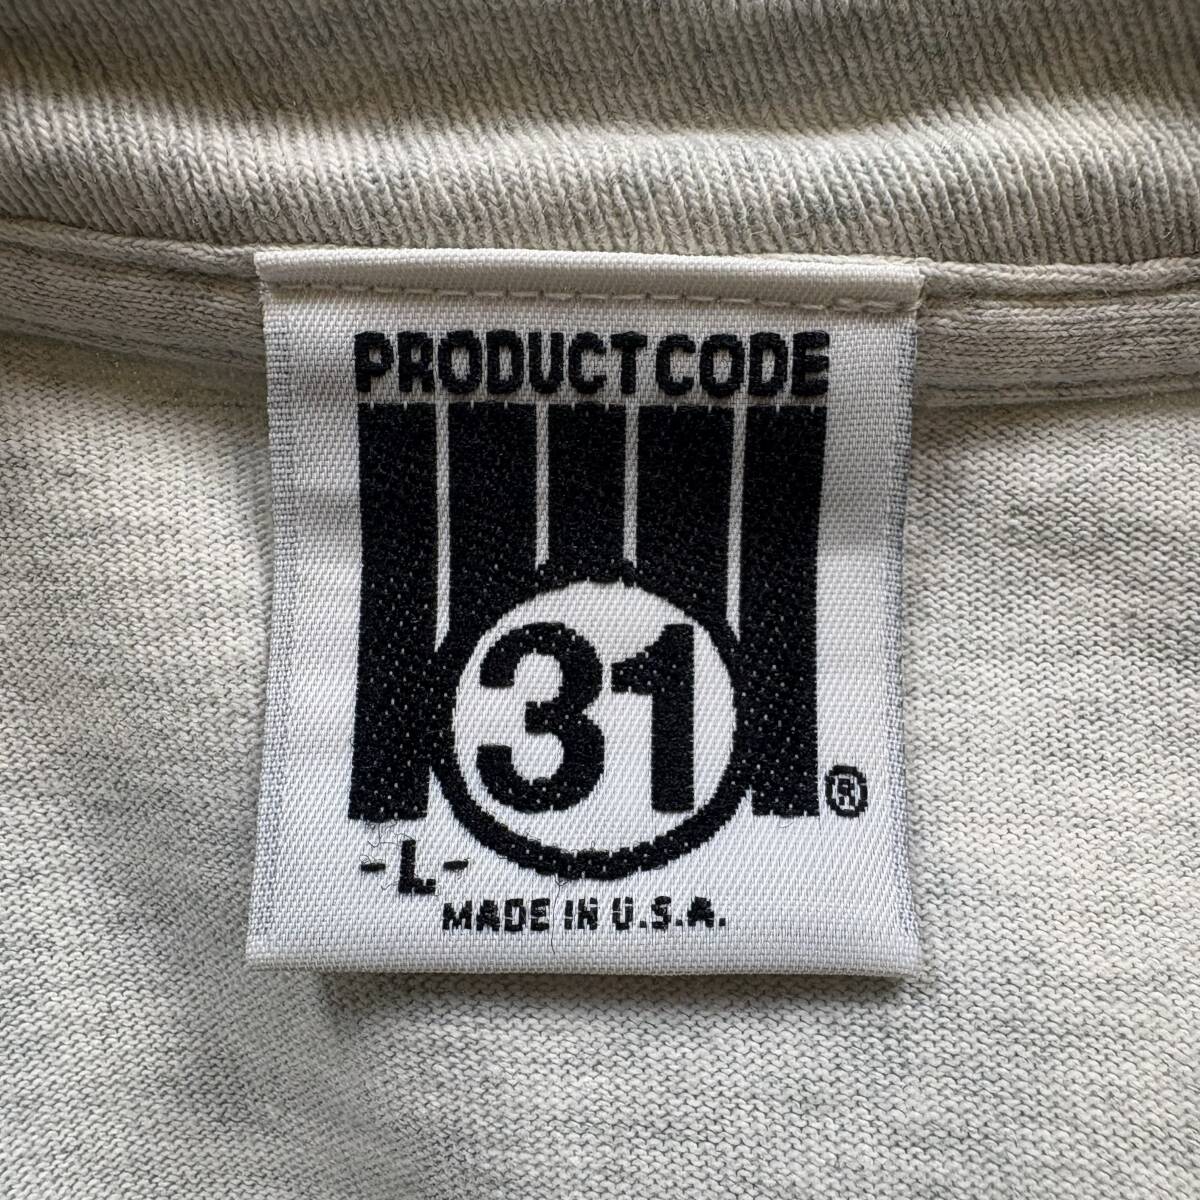 PRODUCT CODE
31
®
-L-
MADE IN U.S.A.